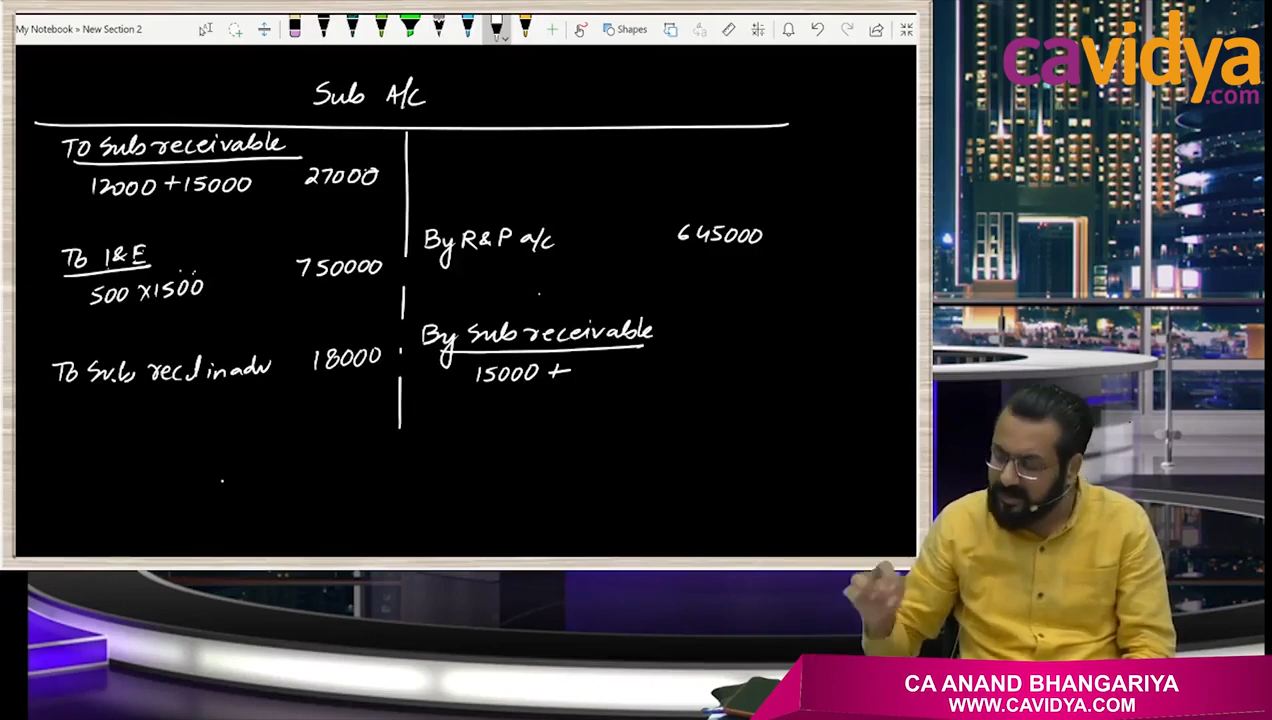 My Notebook » New Section 2
Shapes
cavidya
.com
Sub A/c
To Sub receivable
12000 + 15000 27000
By R & P a/c 645000
To I & E 750000
500 x 1500
By Sub receivable
15000 +
To Sub recd in adv 18000
CA ANAND BHANGARIYA
WWW.CAVIDYA.COM